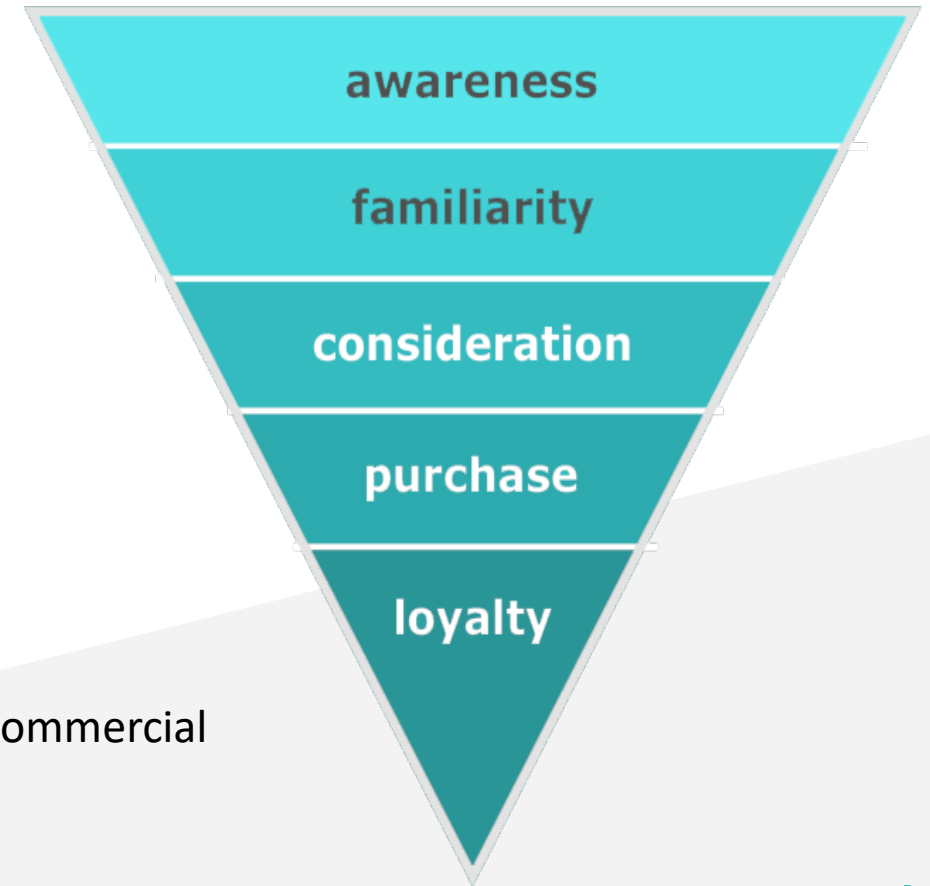 awareness
familiarity
consideration
purchase
loyalty
ommercial